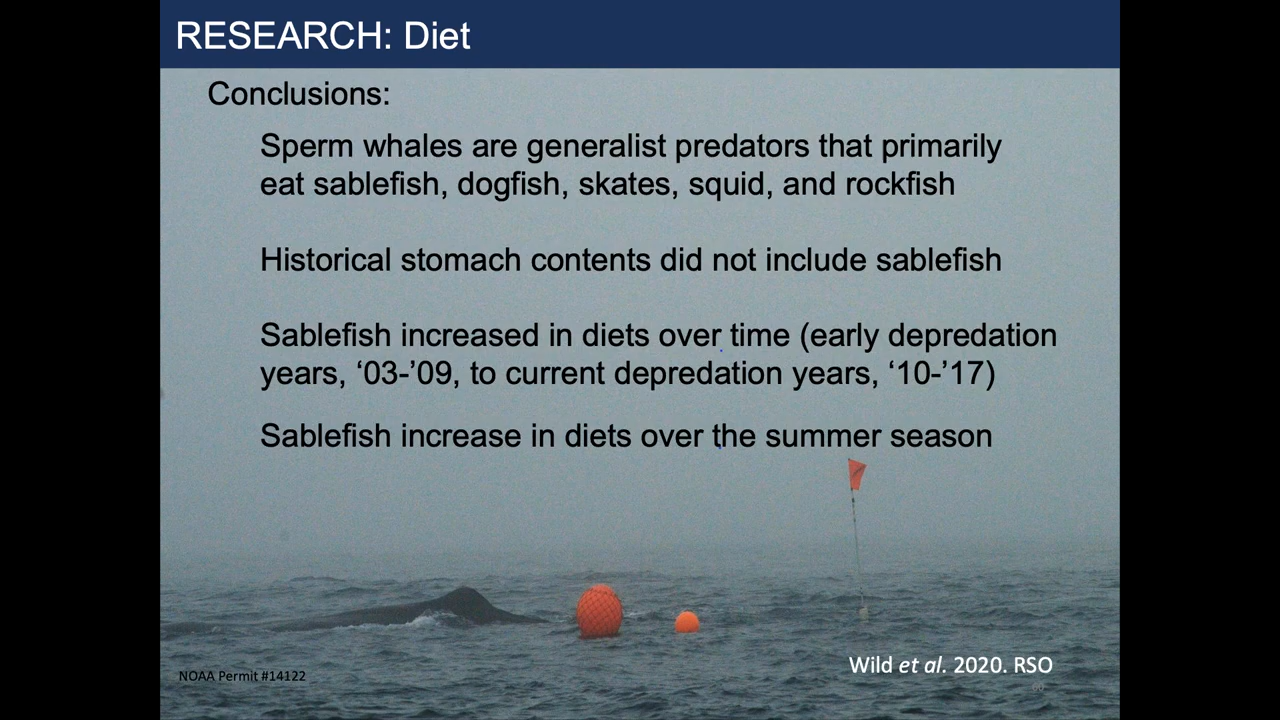 RESEARCH: Diet
Conclusions:
Sperm whales are generalist predators that primarily
eat sablefish, dogfish, skates, squid, and rockfish
Historical stomach contents did not include sablefish
Sablefish increased in diets over time (early depredation
years, ‘03-’09, to current depredation years, ‘10-’17)
Sablefish increase in diets over the summer season
Wild et al. 2020. RSO
NOAA Permit #14122